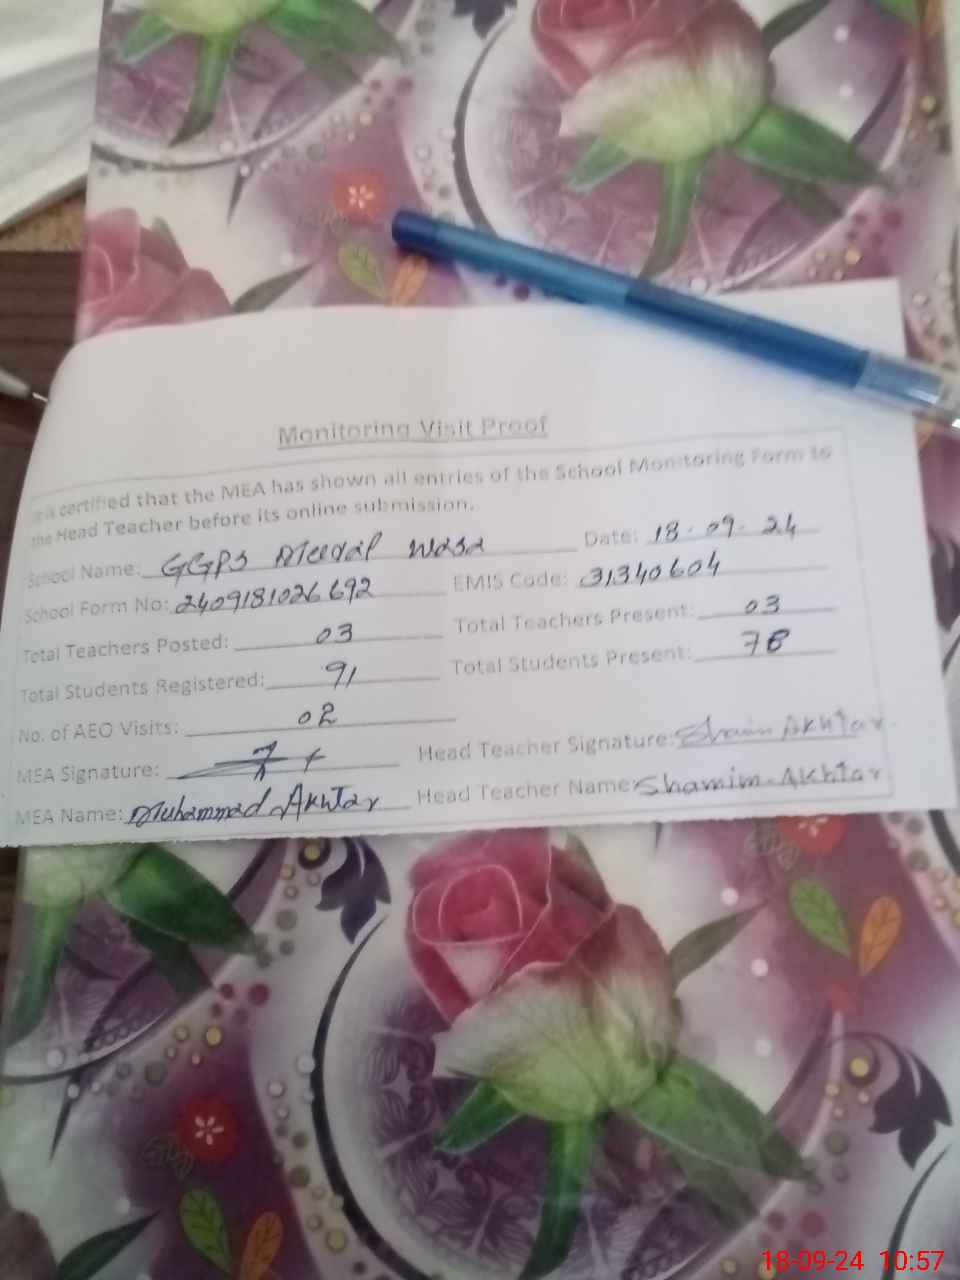 Monitoring Visit Proof
is certified that the MEA has shown all entries of the School Monitoring Form to
the Head Teacher before its online submission.
School Name: GGPS Wasa Date: 18-09-24
School Form No: 2409181026692 EMIS Code: 31340604
Total Teachers Posted: 03 Total Teachers Present: 03
Total Students Registered: 91 Total Students Present: 78
No. of AEO Visits: 02
MEA Signature: Head Teacher Signature: Akhtar
MEA Name: Muhammad Akhtar Head Teacher Name: Shamim Akhtar
18-09-24 10:57